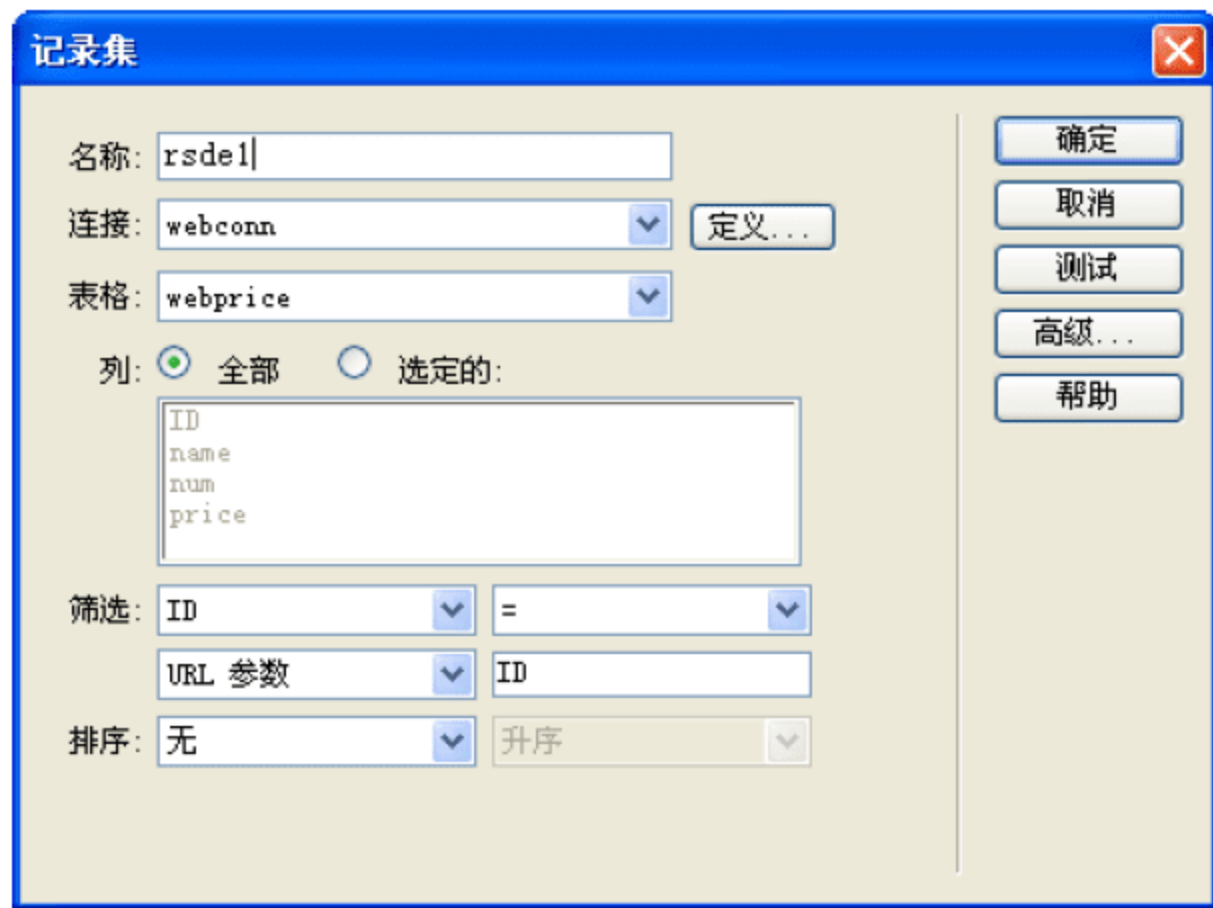 记录集
名称: rsdel
确定
连接: webconn 定义...
取消
表格: webprice
测试
列: 全部 选定的:
高级...
帮助
ID
name
num
price
筛选: ID =
URL 参数 ID
排序: 无 升序